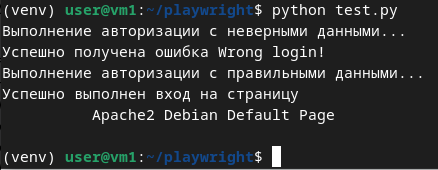 (venv) user@vm1:~/playwright$ python test.py
Выполнение авторизации с неверными данными...
Успешно получена ошибка Wrong login!
Выполнение авторизации с правильными данными...
Успешно выполнен вход на страницу
Apache2 Debian Default Page
(venv) user@vm1:~/playwright$